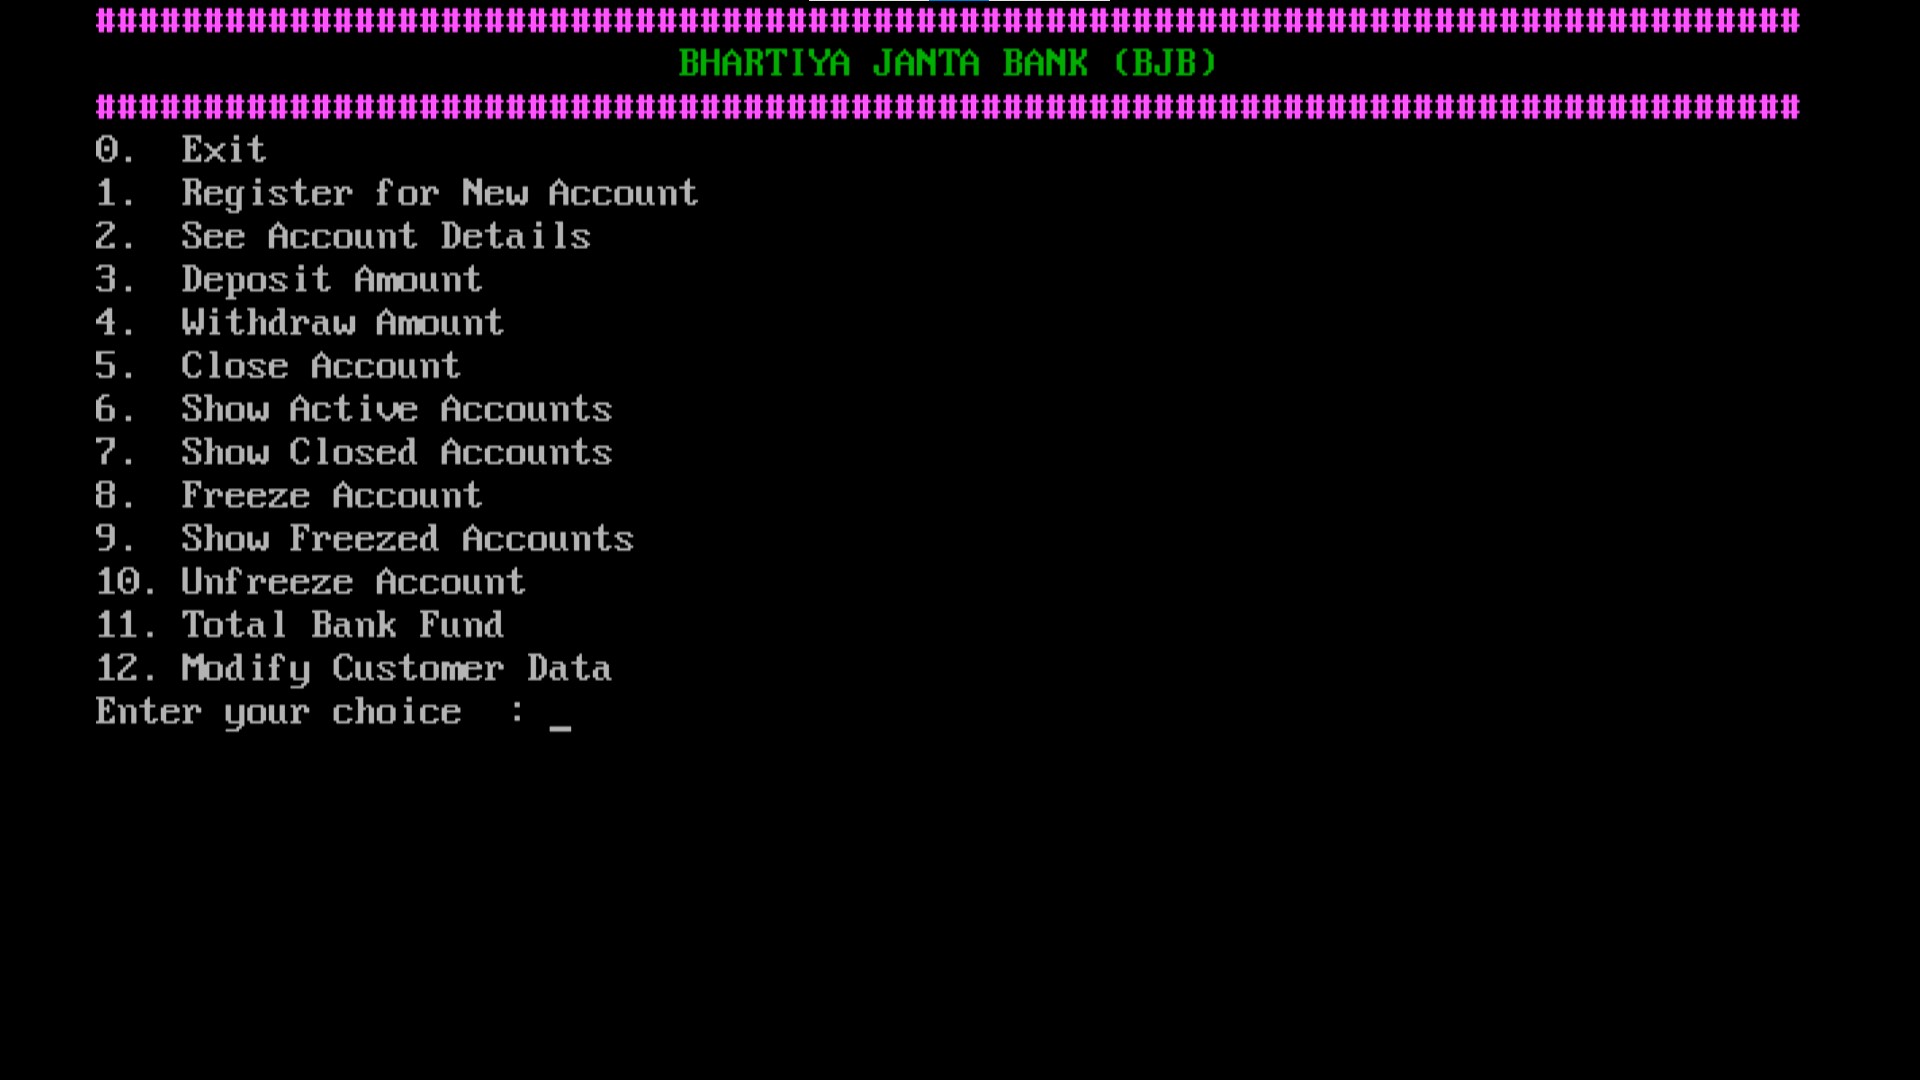 ###############################################################################
BHARTIYA JANTA BANK (BJB)
###############################################################################
0. Exit
1. Register for New Account
2. See Account Details
3. Deposit Amount
4. Withdraw Amount
5. Close Account
6. Show Active Accounts
7. Show Closed Accounts
8. Freeze Account
9. Show Freezed Accounts
10. Unfreeze Account
11. Total Bank Fund
12. Modify Customer Data
Enter your choice : _